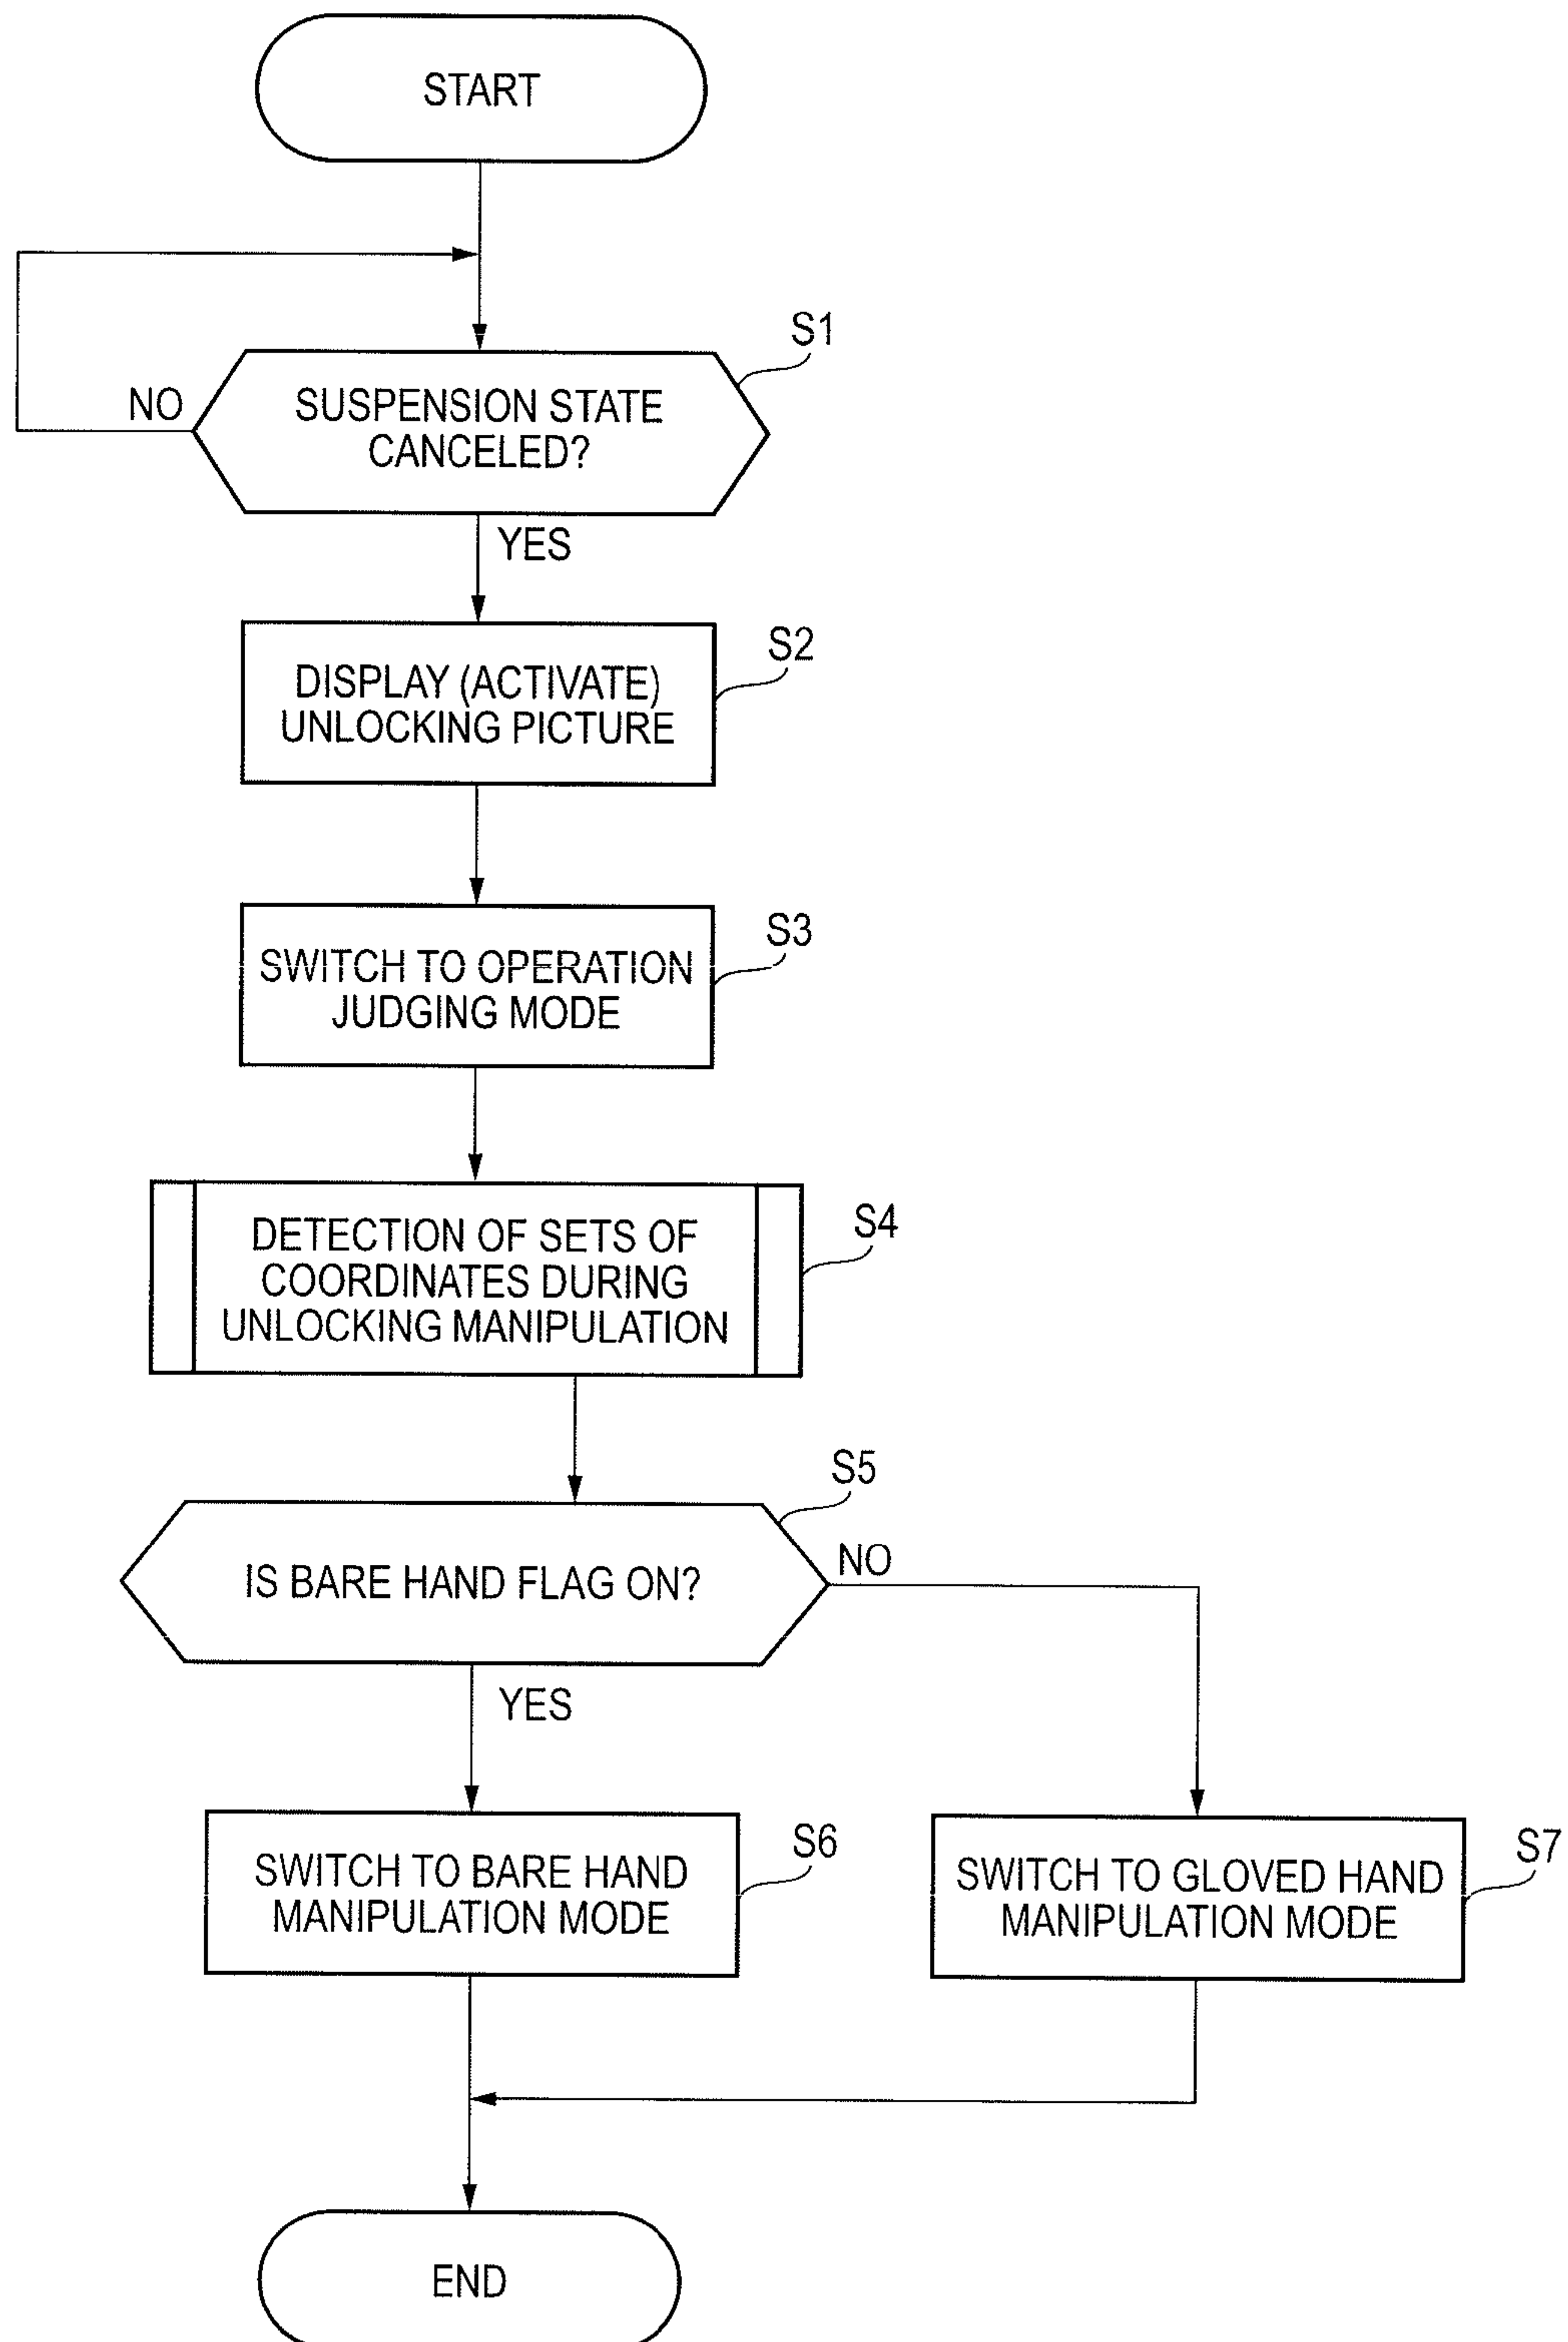 START
S1
NO
SUSPENSION STATE
CANCELED?
YES
S2
DISPLAY (ACTIVATE)
UNLOCKING PICTURE
S3
SWITCH TO OPERATION
JUDGING MODE
S4
DETECTION OF SETS OF
COORDINATES DURING
UNLOCKING MANIPULATION
S5
IS BARE HAND FLAG ON?
NO
YES
S6
SWITCH TO BARE HAND
MANIPULATION MODE
S7
SWITCH TO GLOVED HAND
MANIPULATION MODE
END